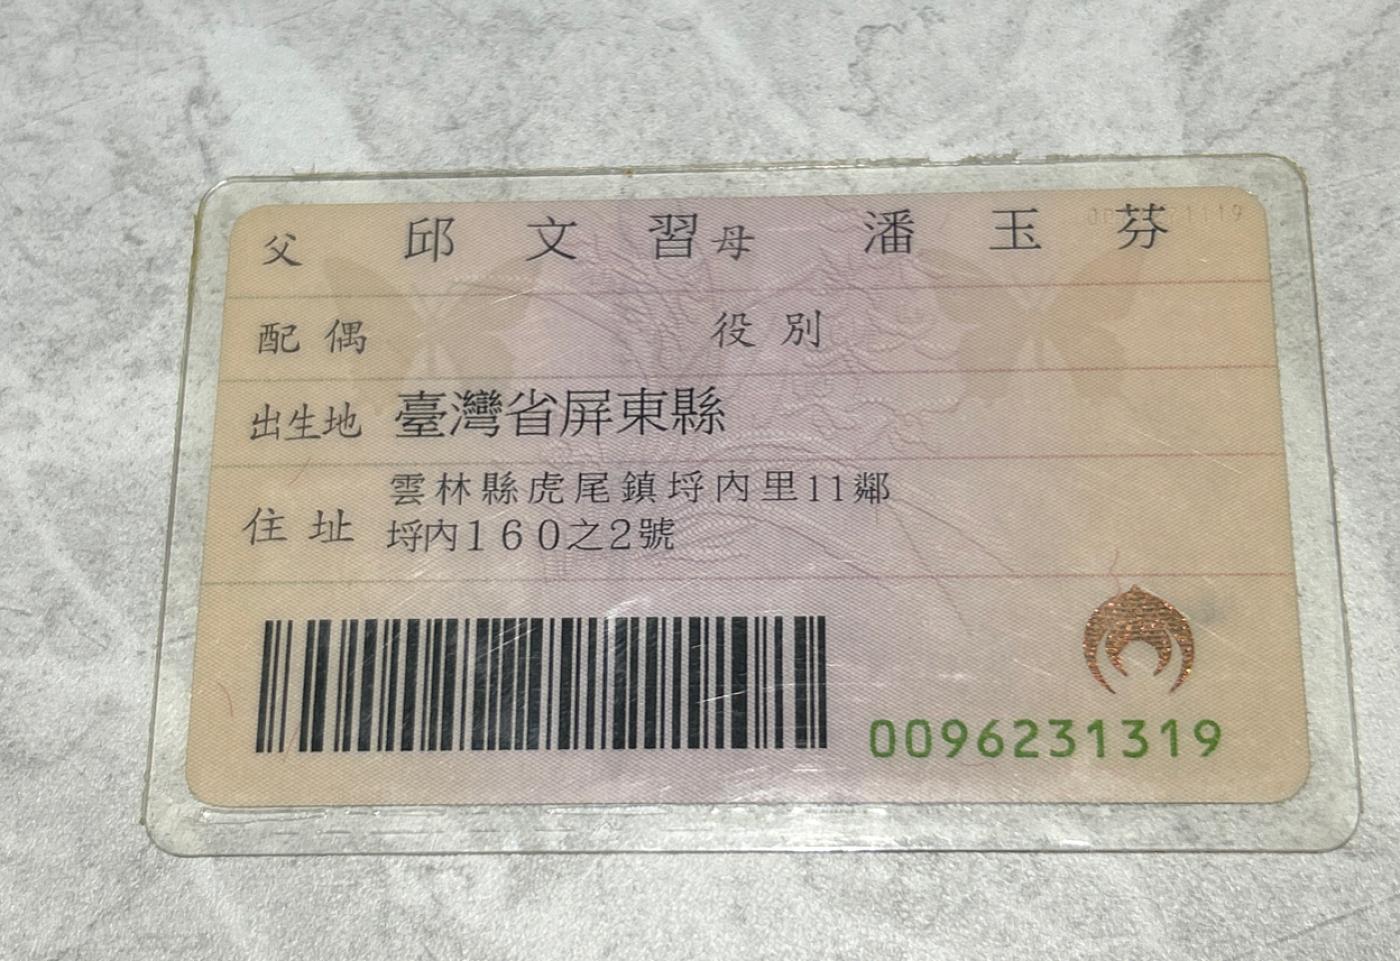 父 邱文習 母 潘玉芬
配偶 役別
出生地 臺灣省屏東縣
住址 雲林縣虎尾鎮埒內里11鄰
埒內160之2號
0096231319